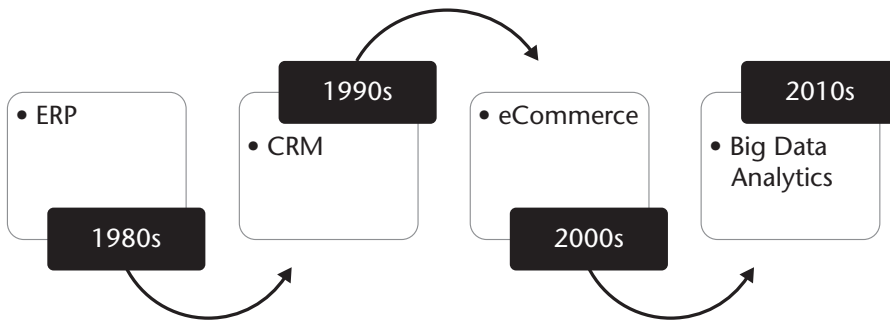 • ERP
1980s
1990s
• CRM
• eCommerce
2000s
2010s
• Big Data
Analytics